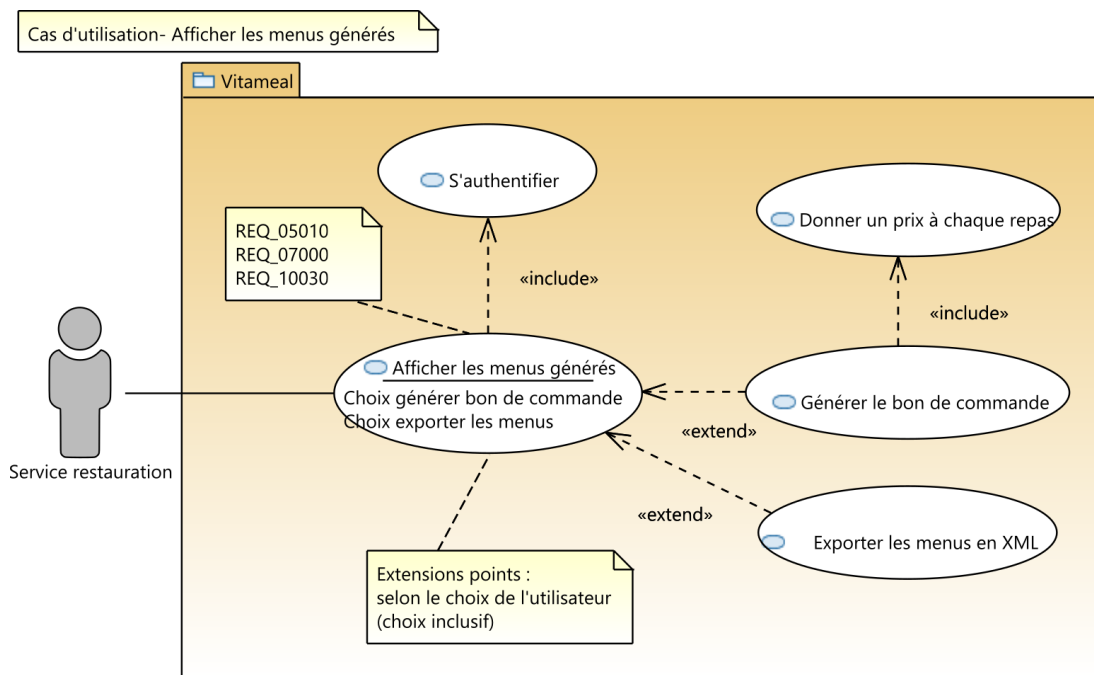 Cas d'utilisation- Afficher les menus générés
Vitameal
S'authentifier
Donner un prix à chaque repas
REQ_05010
REQ_07000
REQ_10030
«include»
«include»
Afficher les menus générés
Choix générer bon de commande
Choix exporter les menus
Générer le bon de commande
«extend»
Service restauration
«extend»
Exporter les menus en XML
Extensions points :
selon le choix de l'utilisateur
(choix inclusif)